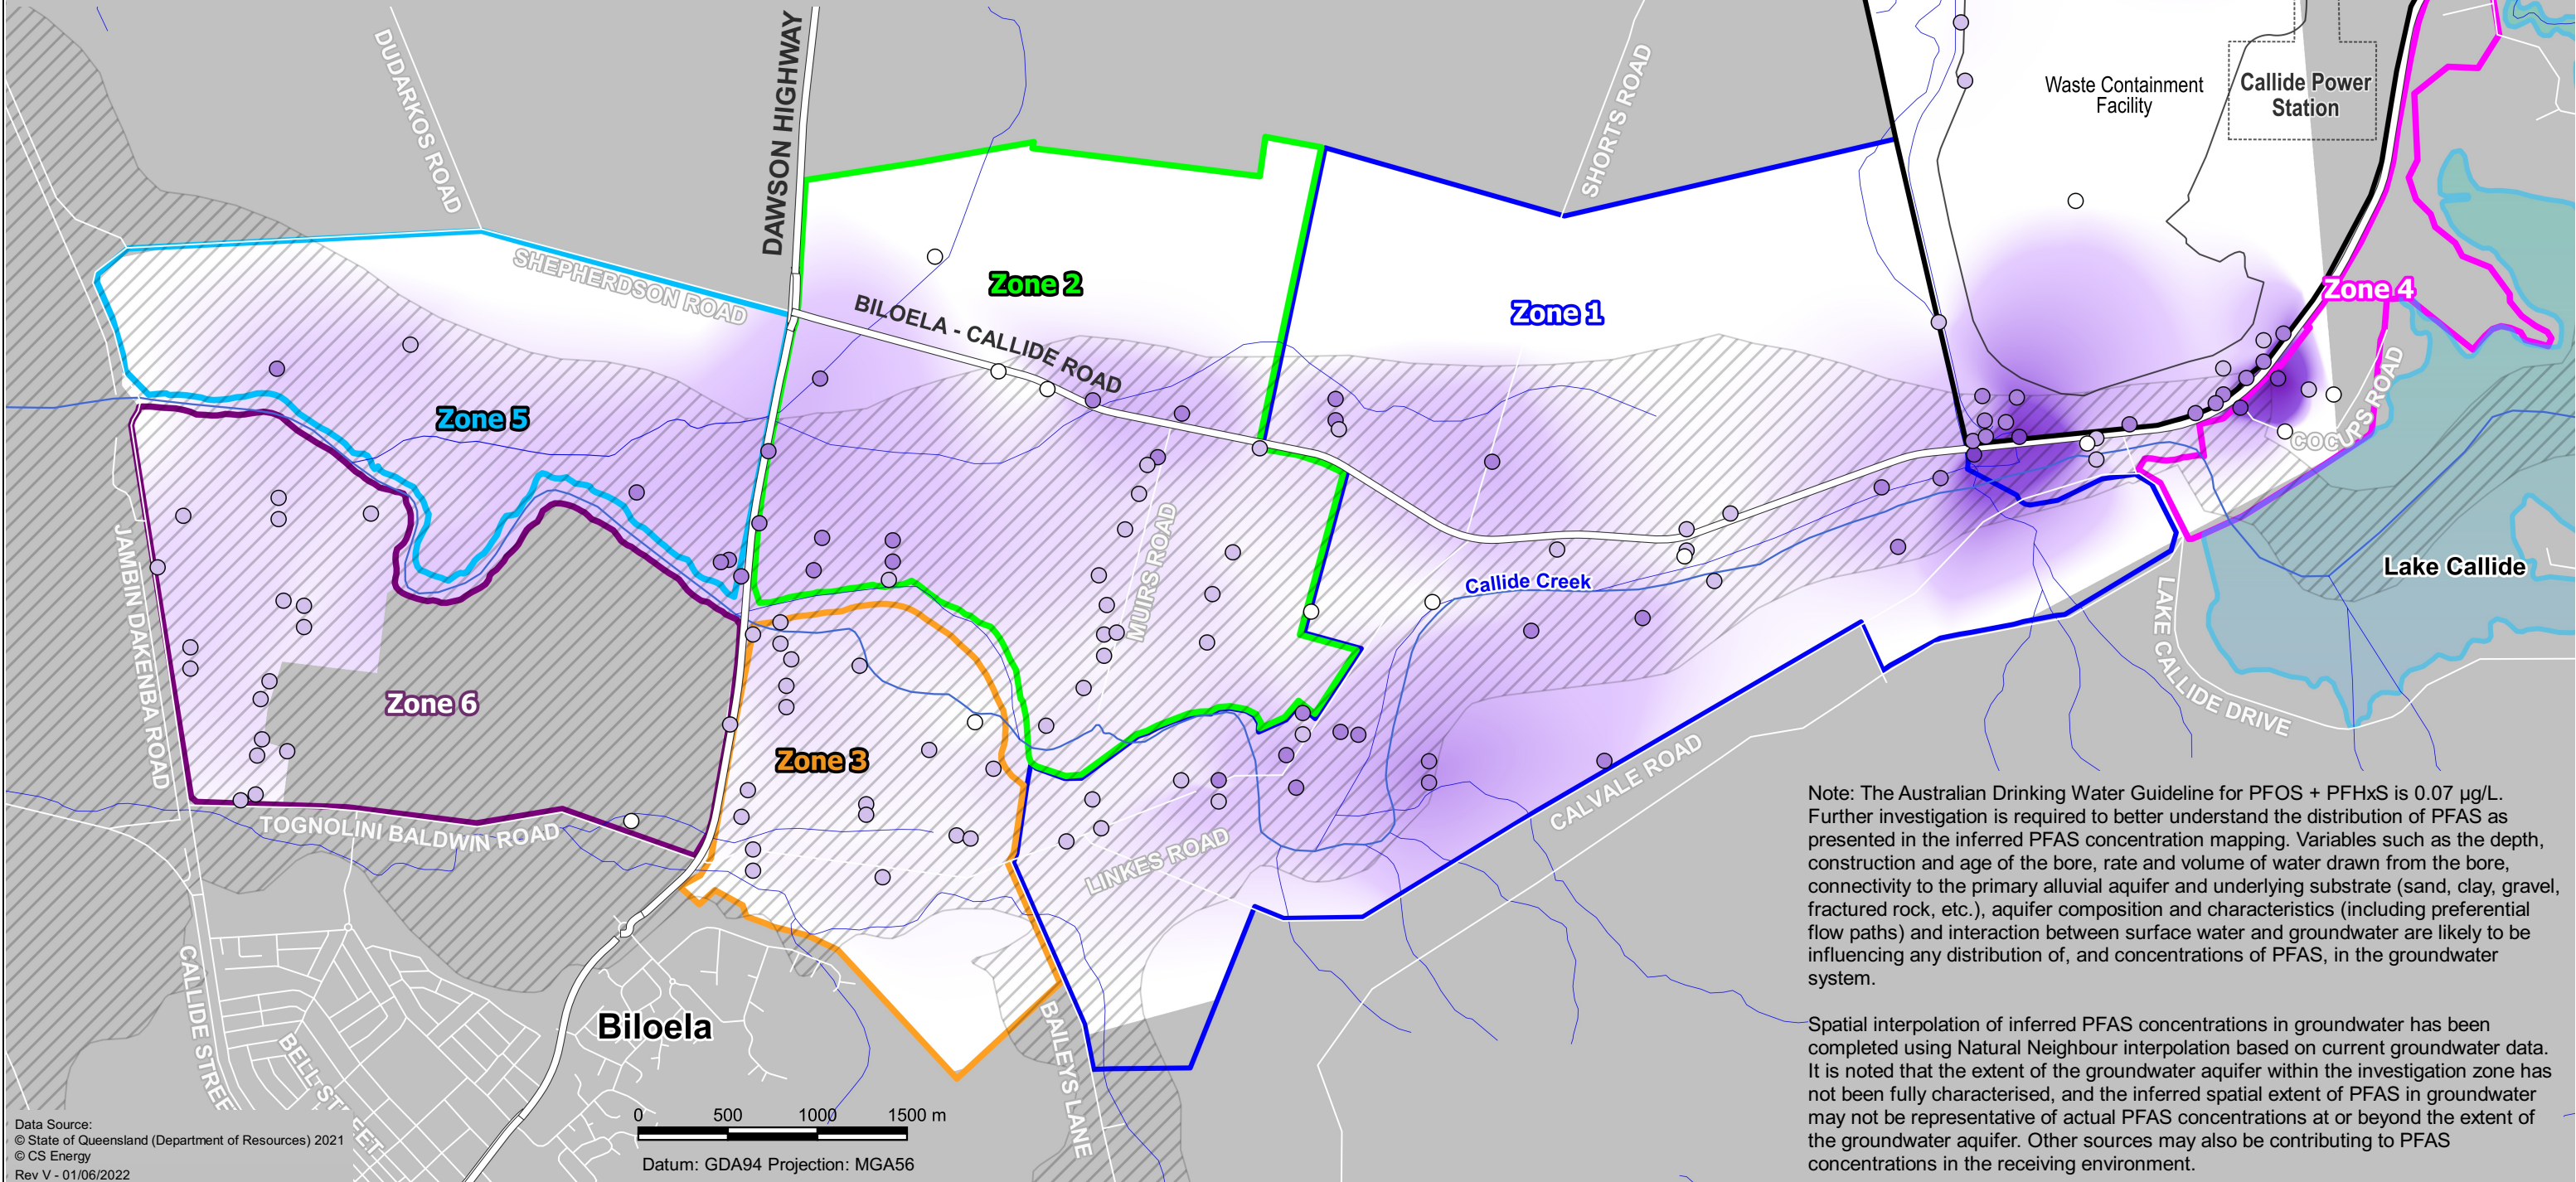 DUDARKOS ROAD
DAWSON HIGHWAY
SHORTS ROAD
Waste Containment
Facility
Callide Power
Station
SHEPHERDSON ROAD
Zone 2
BILOELA - CALLIDE ROAD
Zone 1
Zone 4
COCUPS ROAD
Zone 5
JAMBIN DAKENBA ROAD
MUIRS ROAD
Callide Creek
Lake Callide
LAKE CALLIDE DRIVE
Zone 6
Zone 3
CALVALE ROAD
TOGNOLINI BALDWIN ROAD
LINKES ROAD
CALLIDE STREE
BELL STREET
Biloela
BAILEYS LANE
Note: The Australian Drinking Water Guideline for PFOS + PFHxS is 0.07 µg/L.
Further investigation is required to better understand the distribution of PFAS as
presented in the inferred PFAS concentration mapping. Variables such as the depth,
construction and age of the bore, rate and volume of water drawn from the bore,
connectivity to the primary alluvial aquifer and underlying substrate (sand, clay, gravel,
fractured rock, etc.), aquifer composition and characteristics (including preferential
flow paths) and interaction between surface water and groundwater are likely to be
influencing any distribution of, and concentrations of PFAS, in the groundwater
system.
Spatial interpolation of inferred PFAS concentrations in groundwater has been
completed using Natural Neighbour interpolation based on current groundwater data.
It is noted that the extent of the groundwater aquifer within the investigation zone has
not been fully characterised, and the inferred spatial extent of PFAS in groundwater
may not be representative of actual PFAS concentrations at or beyond the extent of
the groundwater aquifer. Other sources may also be contributing to PFAS
concentrations in the receiving environment.
0 500 1000 1500 m
Datum: GDA94 Projection: MGA56
Data Source:
© State of Queensland (Department of Resources) 2021
© CS Energy
Rev V - 01/06/2022